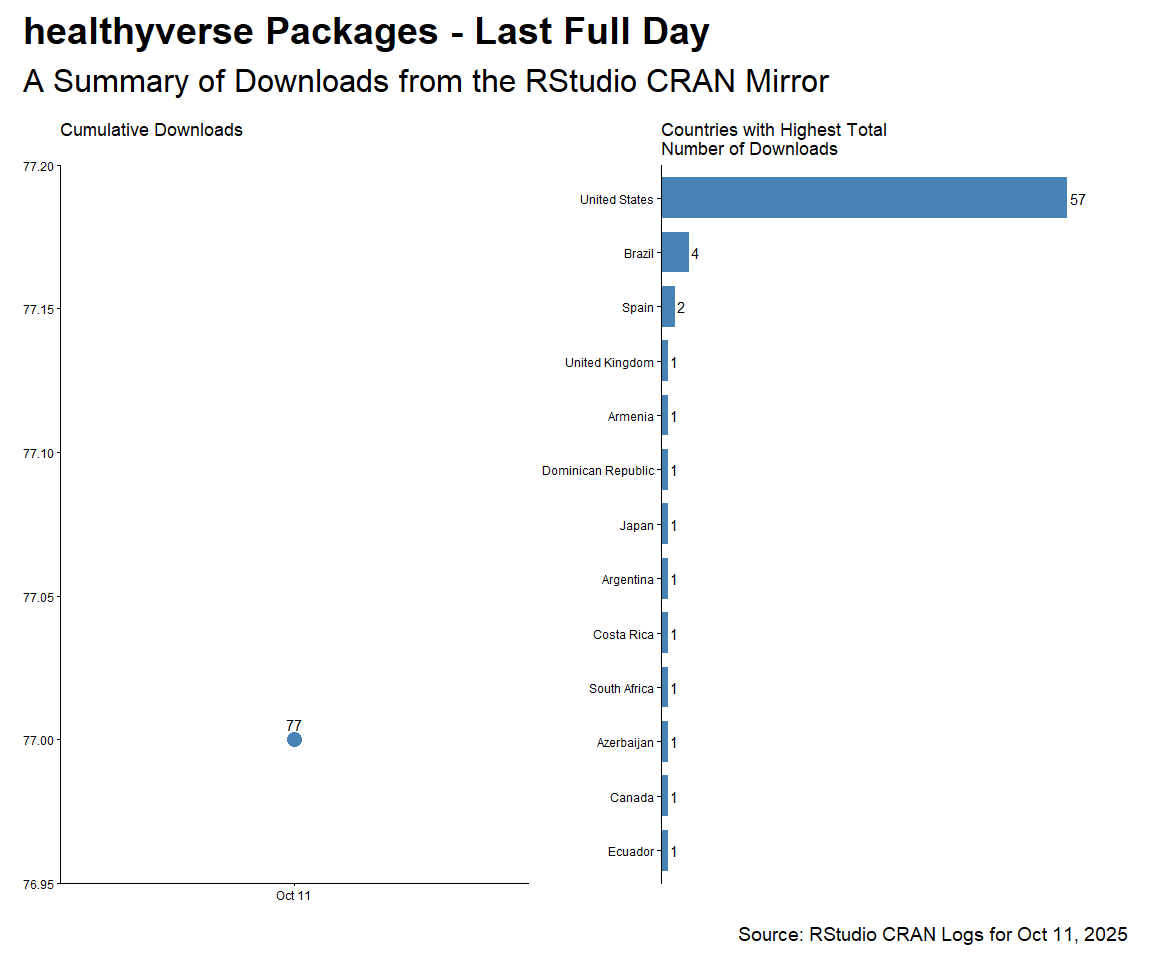 healthyverse Packages - Last Full Day
A Summary of Downloads from the RStudio CRAN Mirror
Cumulative Downloads
77.20
77.15
77.10
77.05
77.00
76.95
77
Oct 11
Countries with Highest Total
Number of Downloads
United States 57
Brazil 4
Spain 2
United Kingdom 1
Armenia 1
Dominican Republic 1
Japan 1
Argentina 1
Costa Rica 1
South Africa 1
Azerbaijan 1
Canada 1
Ecuador 1
Source: RStudio CRAN Logs for Oct 11, 2025